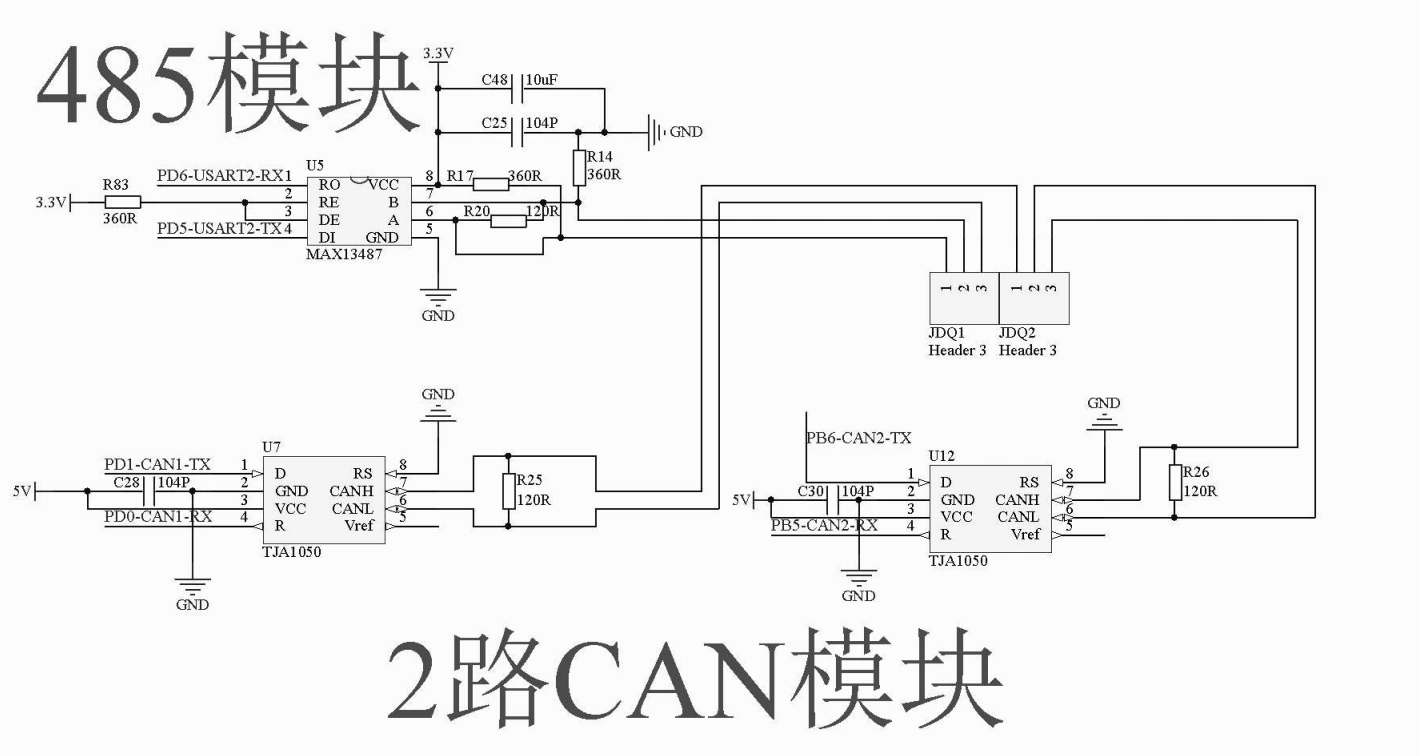 485模块
3.3V
C48 10uF
C25 104P
GND
R14
360R
U5
PD6-USART2-RX 1 RO VCC 8 R17 360R
R83
3.3V
360R
2 RE B 7
3 DE A 6 R20 120R
PD5-USART2-TX 4 DI GND 5
MAX13487
GND
1 2 3 1 2 3
JDQ1 JDQ2
Header 3 Header 3
GND
U7
PD1-CAN1-TX 1 D RS 8
5V
C28 104P 2 GND CANH 7
3 VCC CANL 6
PD0-CAN1-RX 4 R Vref 5
TJA1050
R25
120R
GND
GND
PB6-CAN2-TX
U12
1 D RS 8
5V
C30 104P 2 GND CANH 7
3 VCC CANL 6
PB5-CAN2-RX 4 R Vref 5
TJA1050
R26
120R
GND
2路CAN模块